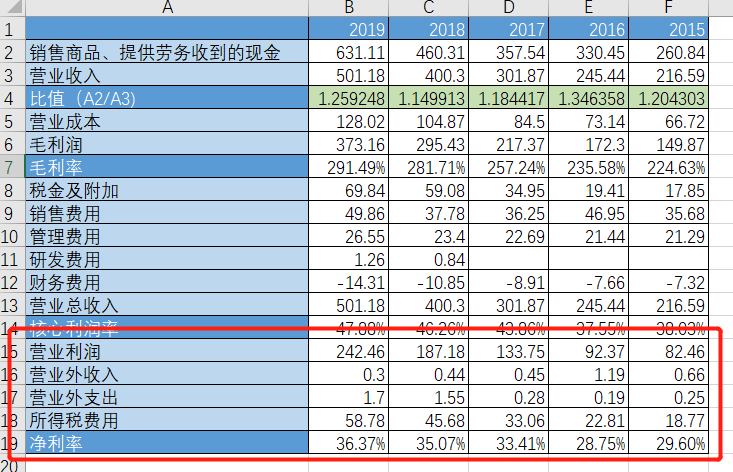 A B C D E F
1 2019 2018 2017 2016 2015
2 销售商品、提供劳务收到的现金 631.11 460.31 357.54 330.45 260.84
3 营业收入 501.18 400.3 301.87 245.44 216.59
4 比值（A2/A3) 1.259248 1.149913 1.184417 1.346358 1.204303
5 营业成本 128.02 104.87 84.5 73.14 66.72
6 毛利润 373.16 295.43 217.37 172.3 149.87
7 毛利率 291.49% 281.71% 257.24% 235.58% 224.63%
8 税金及附加 69.84 59.08 34.95 19.41 17.85
9 销售费用 49.86 37.78 36.25 46.95 35.68
10 管理费用 26.55 23.4 22.69 21.44 21.29
11 研发费用 1.26 0.84
12 财务费用 -14.31 -10.85 -8.91 -7.66 -7.32
13 营业总收入 501.18 400.3 301.87 245.44 216.59
14 核心利润率 47.88% 46.26% 43.86% 37.55% 38.03%
15 营业利润 242.46 187.18 133.75 92.37 82.46
16 营业外收入 0.3 0.44 0.45 1.19 0.66
17 营业外支出 1.7 1.55 0.28 0.19 0.25
18 所得税费用 58.78 45.68 33.06 22.81 18.77
19 净利率 36.37% 35.07% 33.41% 28.75% 29.60%
20